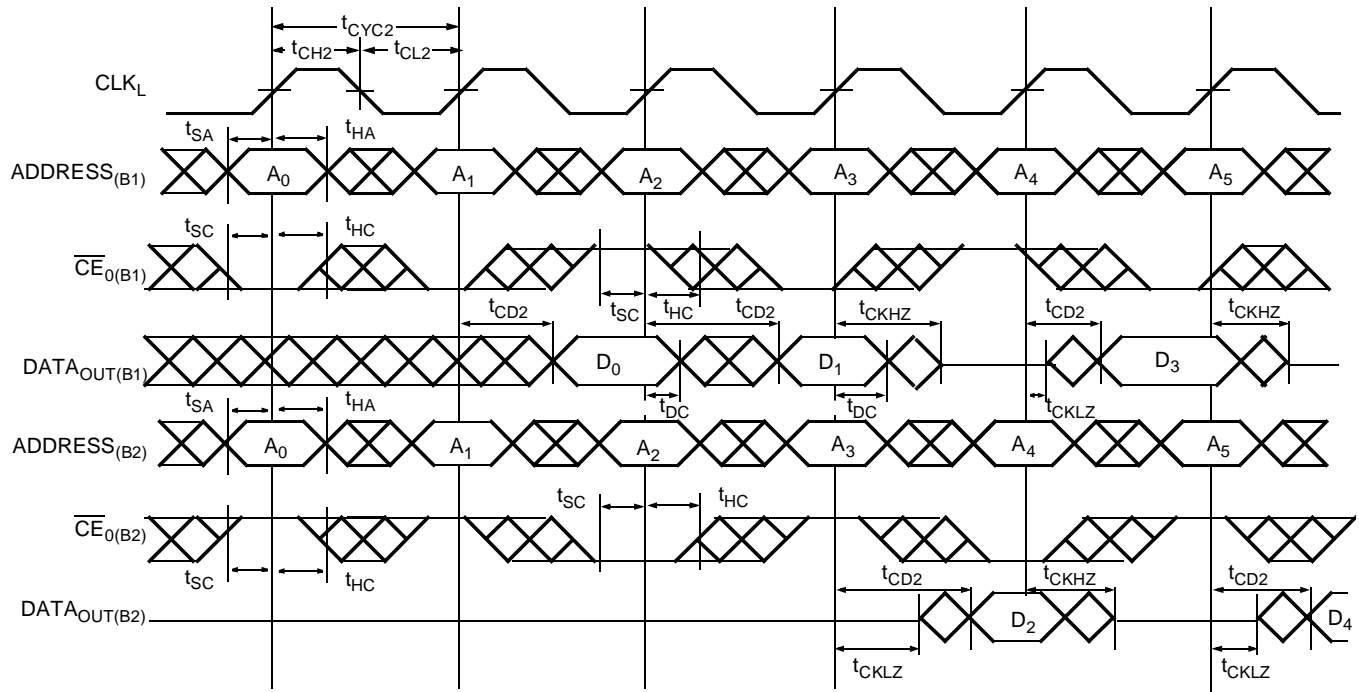 tCYC2
tCH2 tCL2
CLKL
tSA tHA
ADDRESS(B1) A0 A1 A2 A3 A4 A5
tSC tHC
CE0(B1)
tSC tHC
tCD2 tCD2 tCKHZ tCD2 tCKHZ
DATAOUT(B1) D0 D1 D3
tSA tHA tDC tDC tCKLZ
ADDRESS(B2) A0 A1 A2 A3 A4 A5
tSC tHC
CE0(B2)
tSC tHC tCD2 tCKHZ tCD2
DATAOUT(B2) D2 D4
tCKLZ tCKLZ